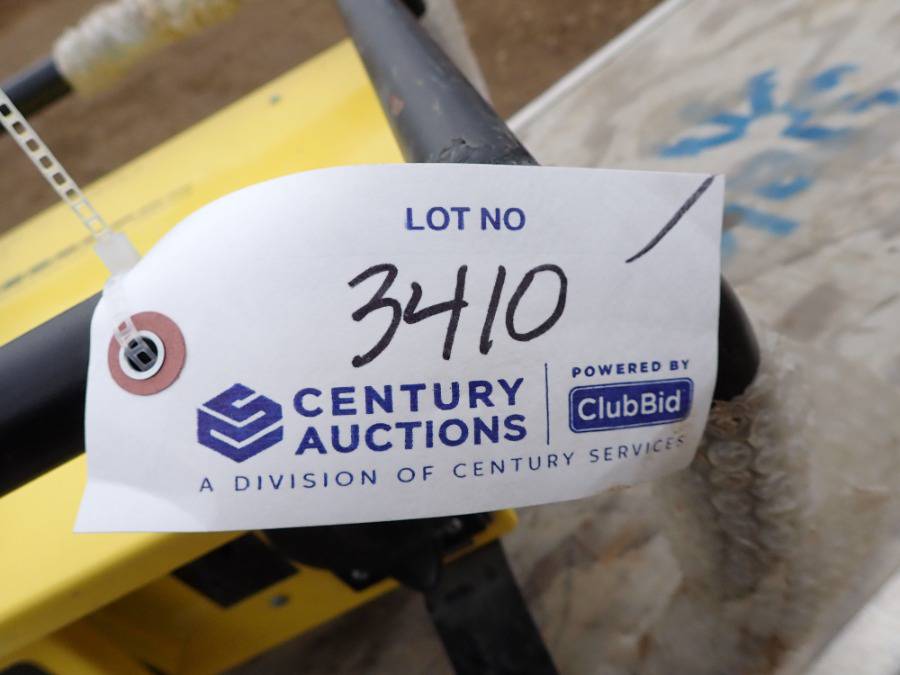 LOT NO
3410
CENTURY
AUCTIONS
POWERED BY
ClubBid
A DIVISION OF CENTURY SERVICES